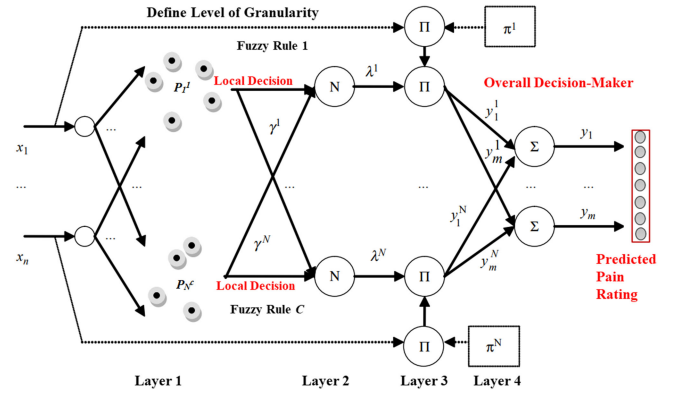 Define Level of Granularity
Π
π¹
Fuzzy Rule 1
P₁ᴵ
Local Decision
N
λ¹
Π
Overall Decision-Maker
x₁
...
γ¹
y₁¹
yₘ¹
Σ
y₁
...
...
...
...
...
xₙ
...
γᴺ
y₁ᴺ
yₘᴺ
Σ
yₘ
P_Nᶜ
Local Decision
N
λᴺ
Π
Predicted
Pain
Rating
Fuzzy Rule C
Π
πᴺ
Layer 1
Layer 2
Layer 3
Layer 4